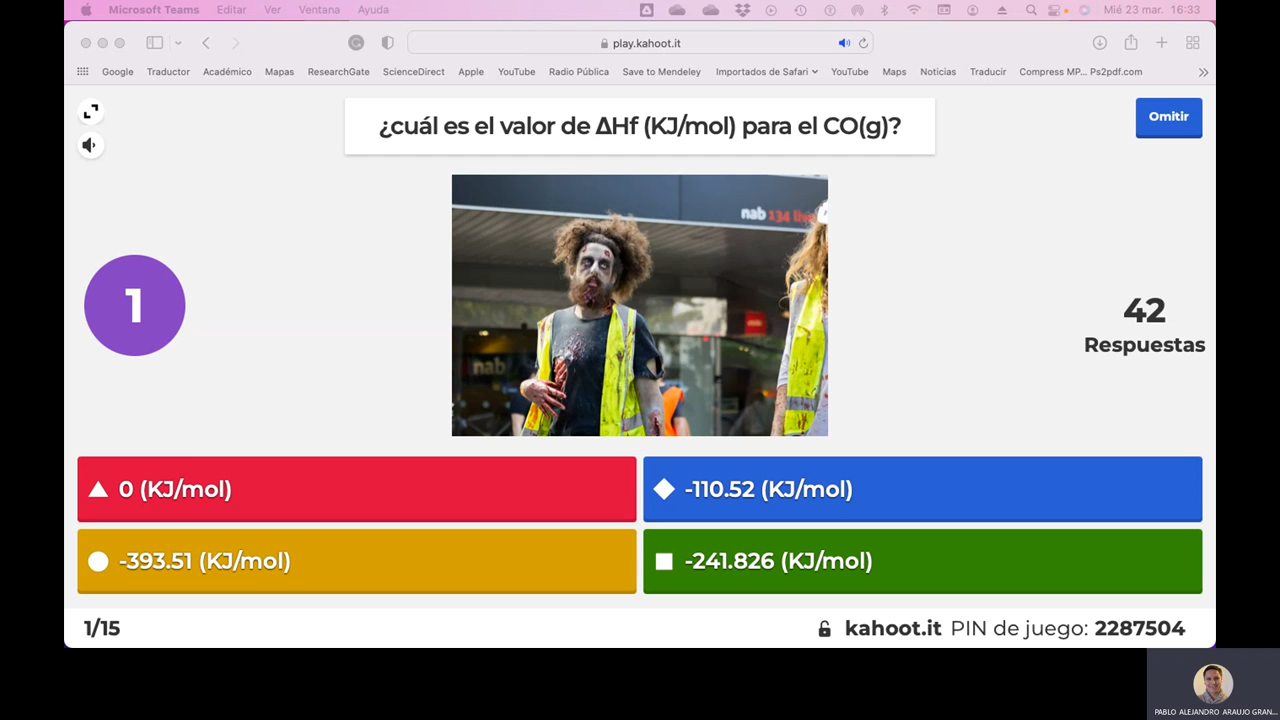 Microsoft Teams Editar Ver Ventana Ayuda Mié 23 mar. 16:33
play.kahoot.it
Google Traductor Académico Mapas ResearchGate ScienceDirect Apple YouTube Radio Pública Save to Mendeley Importados de Safari YouTube Maps Noticias Traducir Compress MP... Ps2pdf.com
¿cuál es el valor de ΔHf (KJ/mol) para el CO(g)?
Omitir
nab 134 live
nab
1
42
Respuestas
0 (KJ/mol)
-110.52 (KJ/mol)
-393.51 (KJ/mol)
-241.826 (KJ/mol)
1/15
kahoot.it PIN de juego: 2287504
PABLO ALEJANDRO ARAUJO GRAN...